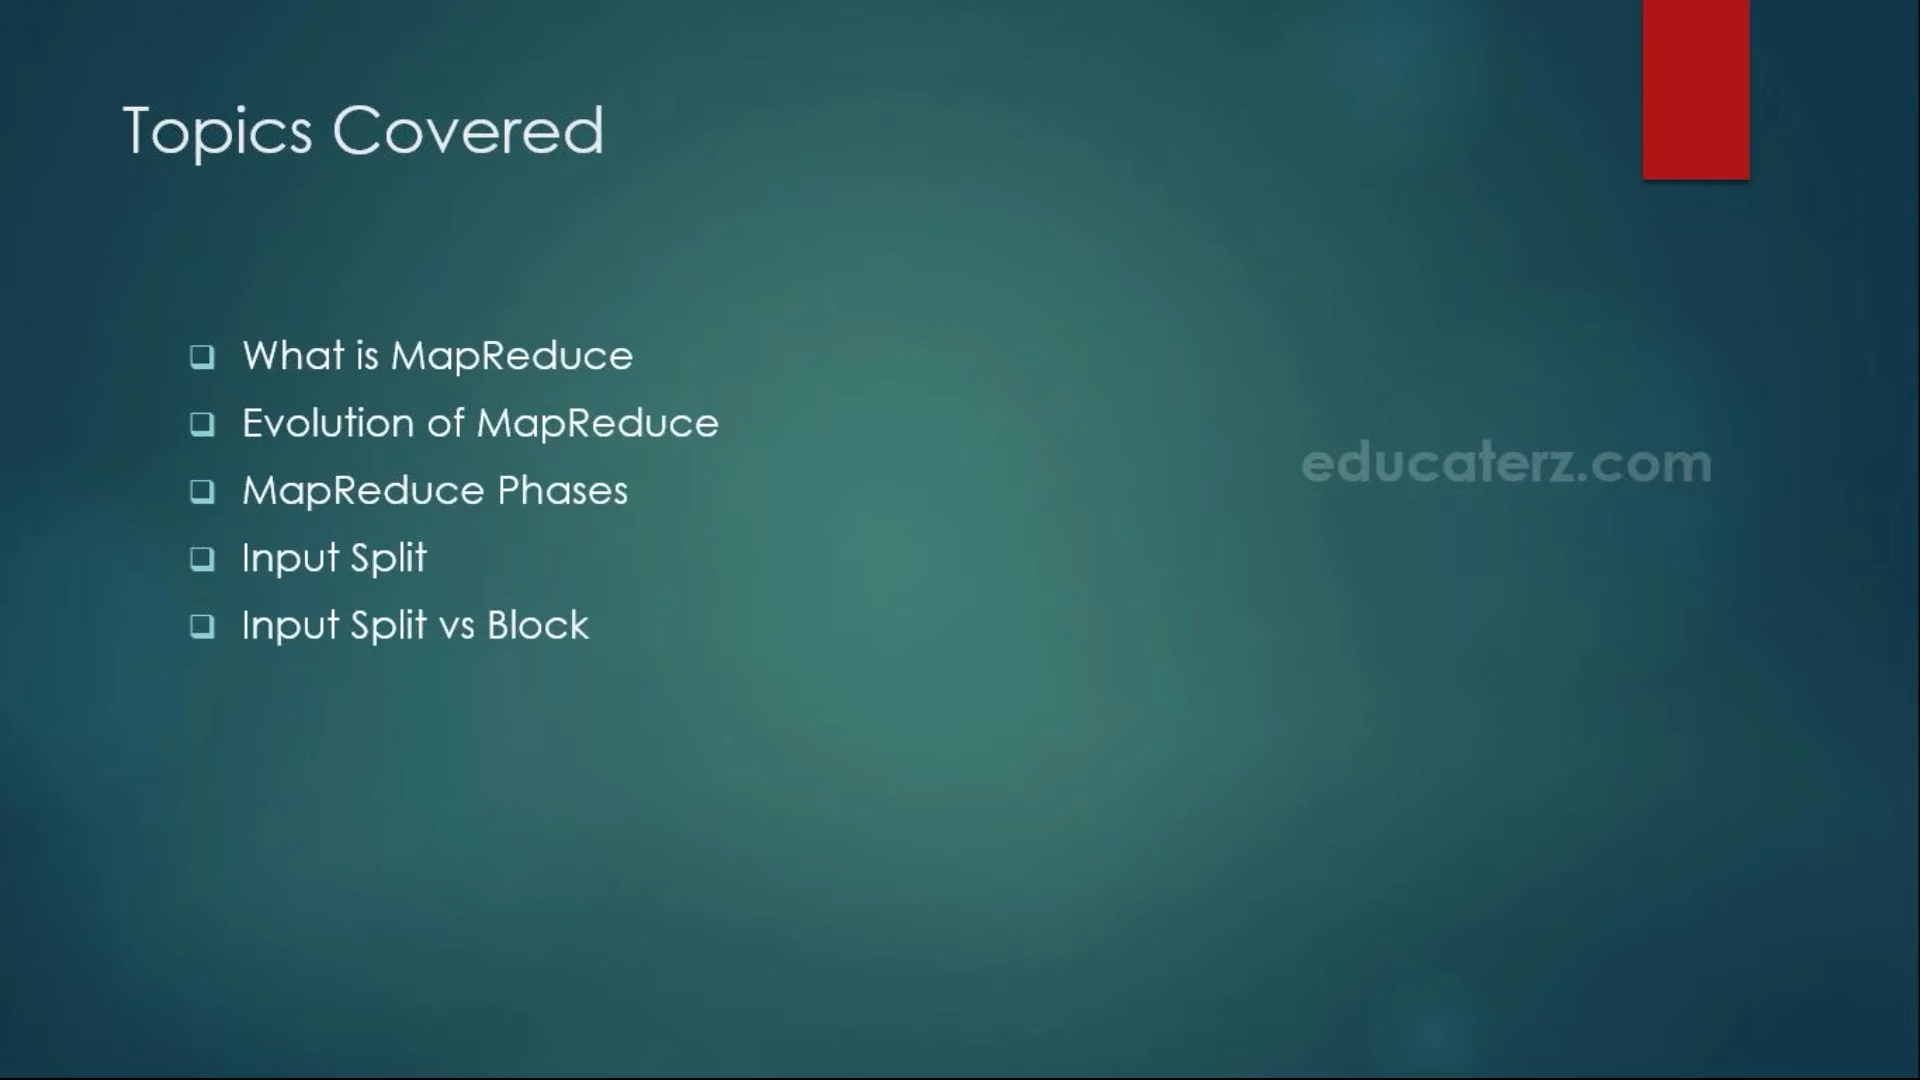 Topics Covered
What is MapReduce
Evolution of MapReduce
educaterz.com
MapReduce Phases
Input Split
Input Split vs Block